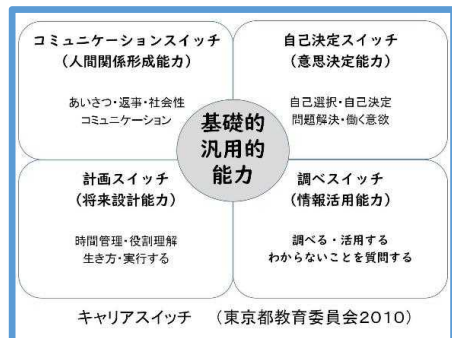 コミュニケーションスイッチ
(人間関係形成能力)
あいさつ・返事・社会性
コミュニケーション
自己決定スイッチ
(意思決定能力)
自己選択・自己決定
問題解決・働く意欲
基礎的
汎用的
能力
計画スイッチ
(将来設計能力)
時間管理・役割理解
生き方・実行する
調べスイッチ
(情報活用能力)
調べる・活用する
わからないことを質問する
キャリアスイッチ (東京都教育委員会2010)